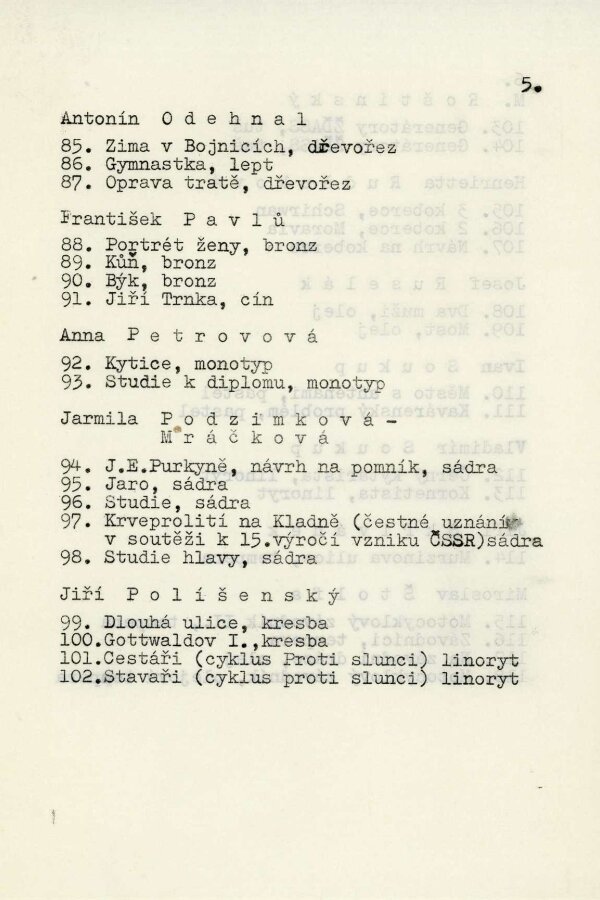 5.
Antonín O d e h n a l
85. Zima v Bojnicích, dřevořez
86. Gymnastka, lept
87. Oprava tratě, dřevořez
František P a v l ů
88. Portrét ženy, bronz
89. Kůň, bronz
90. Býk, bronz
91. Jiří Trnka, cín
Anna P e t r o v o v á
92. Kytice, monotyp
93. Studie k diplomu, monotyp
Jarmila P o d z i m k o v á -
M r á č k o v á
94. J.E.Purkyně, návrh na pomník, sádra
95. Jaro, sádra
96. Studie, sádra
97. Krveprolití na Kladně (čestné uznání
v soutěži k 15.výročí vzniku ČSSR)sádra
98. Studie hlavy, sádra
Jiří P o l í š e n s k ý
99. Dlouhá ulice, kresba
100.Gottwaldov I.,kresba
101.Cestáři (cyklus Proti slunci) linoryt
102.Stavaři (cyklus proti slunci) linoryt